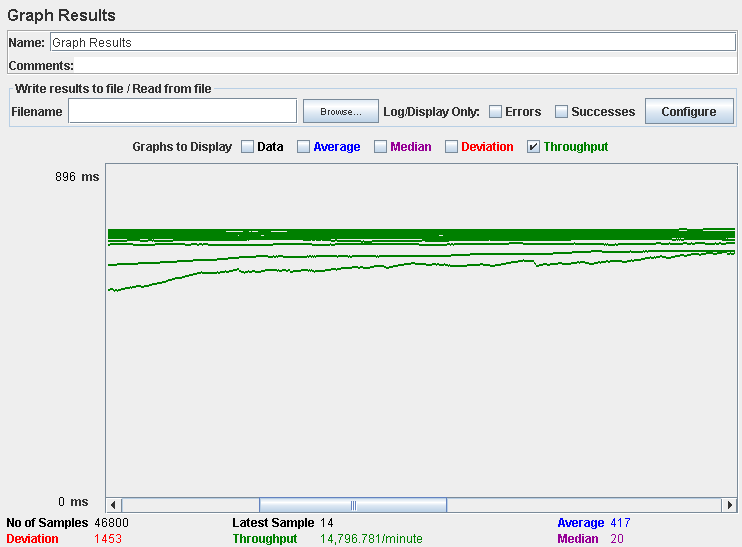 Graph Results
Name: Graph Results
Comments:
Write results to file / Read from file
Filename Browse... Log/Display Only: Errors Successes Configure
Graphs to Display Data Average Median Deviation Throughput
896 ms
0 ms
No of Samples 46800 Latest Sample 14 Average 417
Deviation 1453 Throughput 14,796.781/minute Median 20